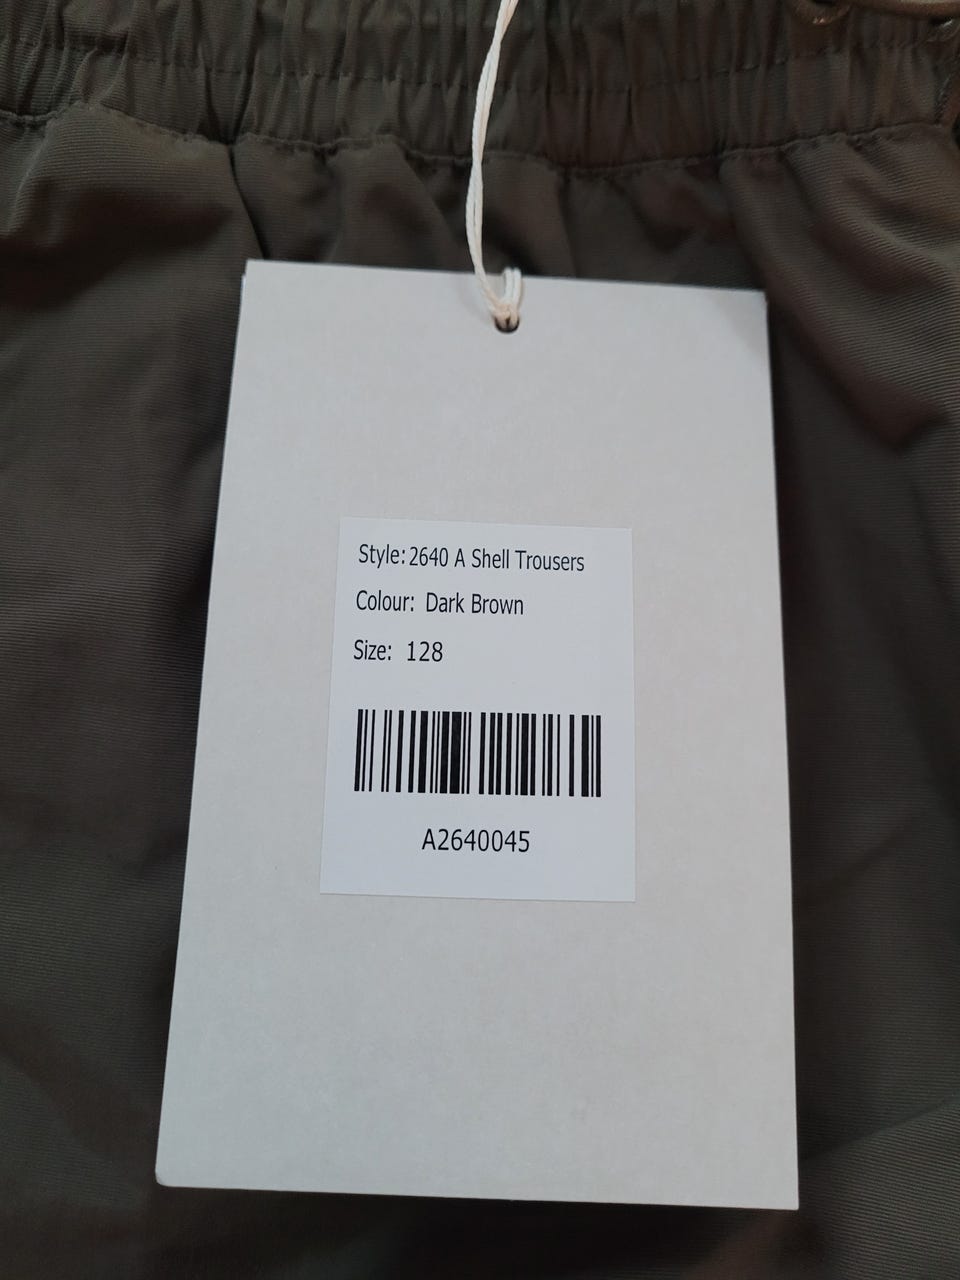 Style: 2640 A Shell Trousers
Colour: Dark Brown
Size: 128
A2640045